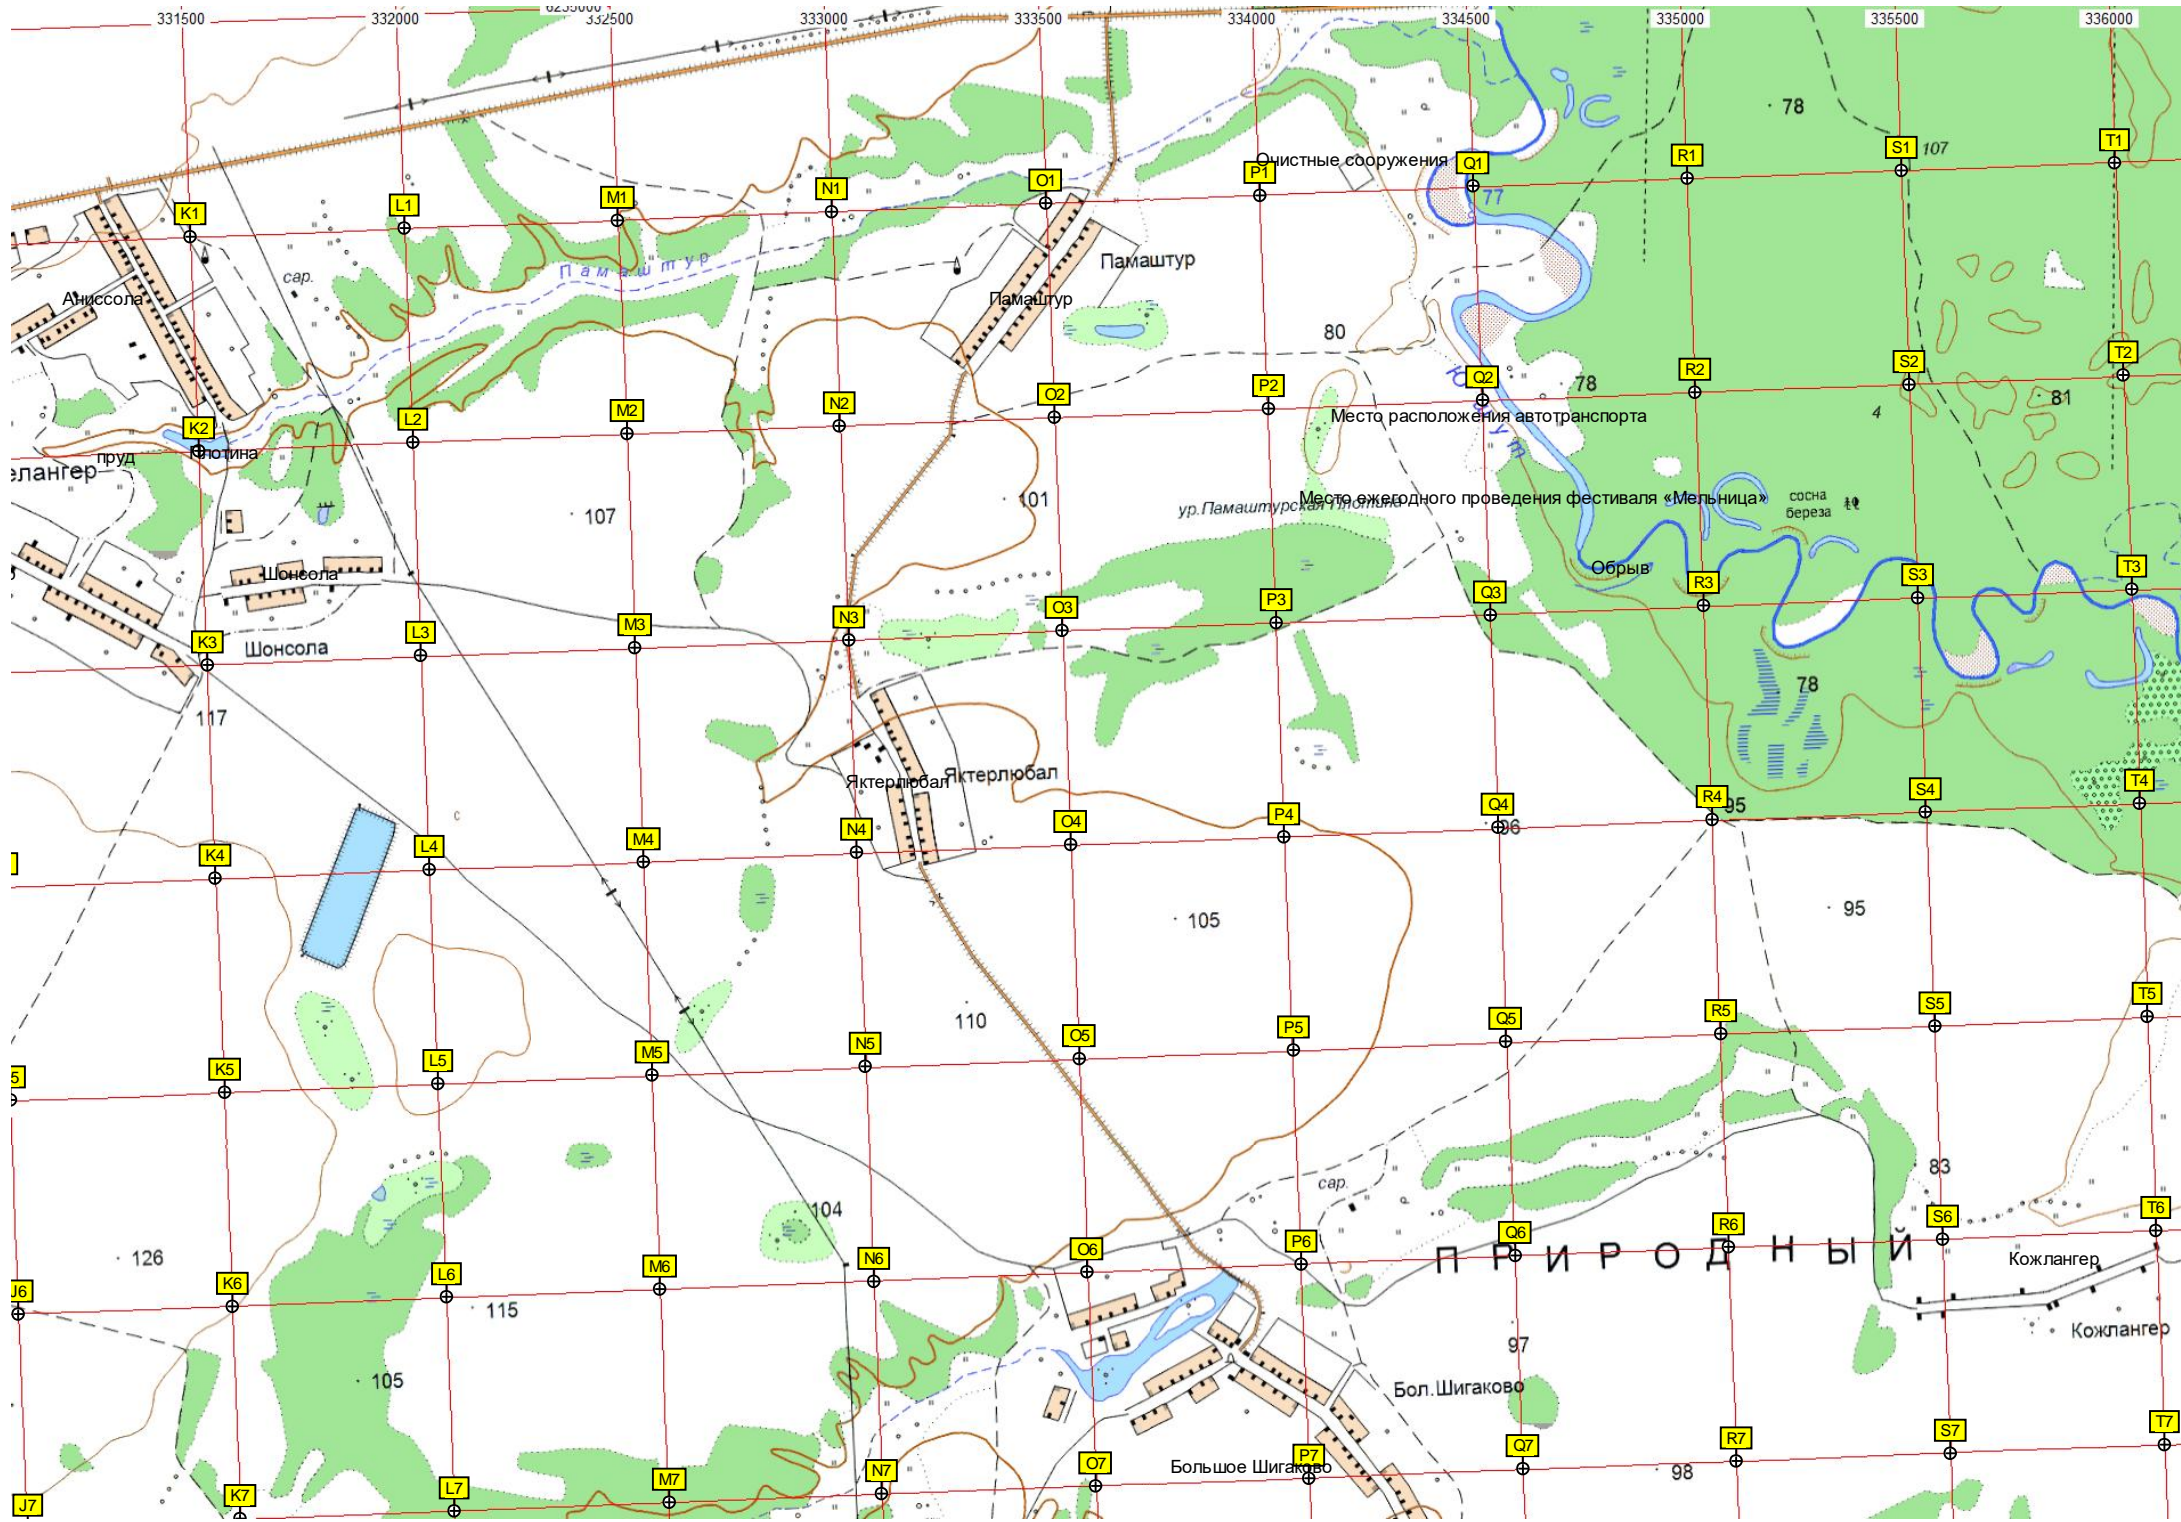 331500 332000 6235000 332500 333000 333500 334000 334500 335000 335500 336000
78
K1 L1 M1 N1 O1 P1 Очистные сооружения Q1 R1 S1 107 T1
77
сар.
Памаштур
Памаштур
Аниссола
Памаштур
80
K2 L2 M2 N2 O2 P2 Q2 R2 S2 T2
78
4
81
Место расположения автотранспорта
елангер
пруд
Плотина
107
101
ур.Памаштурская Плотина
Место ежегодного проведения фестиваля «Мельница»
сосна
береза
Шонсола
Обрыв
K3 L3 M3 N3 O3 P3 Q3 R3 S3 T3
Шонсола
117
78
Яктерлюбал
Яктерлюбал
с
K4 L4 M4 N4 O4 P4 Q4 R4 S4 T4
96
95
105
95
110
5 K5 L5 M5 N5 O5 P5 Q5 R5 S5 T5
83
сар.
104
126
J6 K6 L6 M6 N6 O6 P6 Q6 R6 S6 T6
ПРИРОДНЫЙ
Кожлангер
115
97
Кожлангер
105
Бол.Шигаково
Большое Шигаково
98
J7 K7 L7 M7 N7 O7 P7 Q7 R7 S7 T7